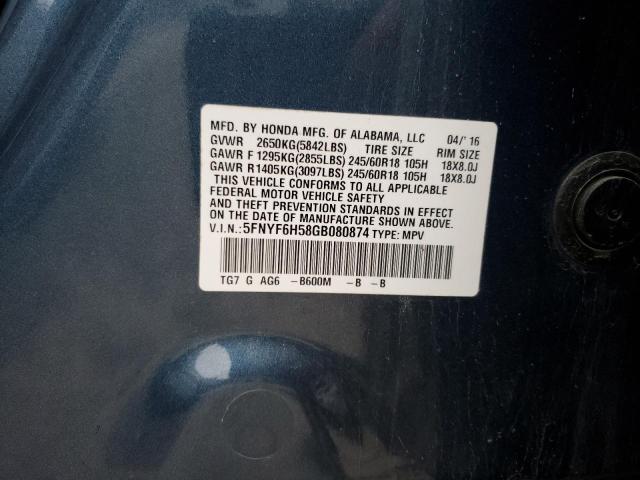 MFD. BY HONDA MFG. OF ALABAMA, LLC 04/'16
GVWR 2650KG(5842LBS) TIRE SIZE RIM SIZE
GAWR F 1295KG(2855LBS) 245/60R18 105H 18X8.0J
GAWR R1405KG(3097LBS) 245/60R18 105H 18X8.0J
THIS VEHICLE CONFORMS TO ALL APPLICABLE
FEDERAL MOTOR VEHICLE SAFETY
AND THEFT PREVENTION STANDARDS IN EFFECT
ON THE DATE OF MANUFACTURE SHOWN ABOVE.
V.I.N.:5FNYF6H58GB080874 TYPE: MPV
TG7 G AG6 -B600M -B -B